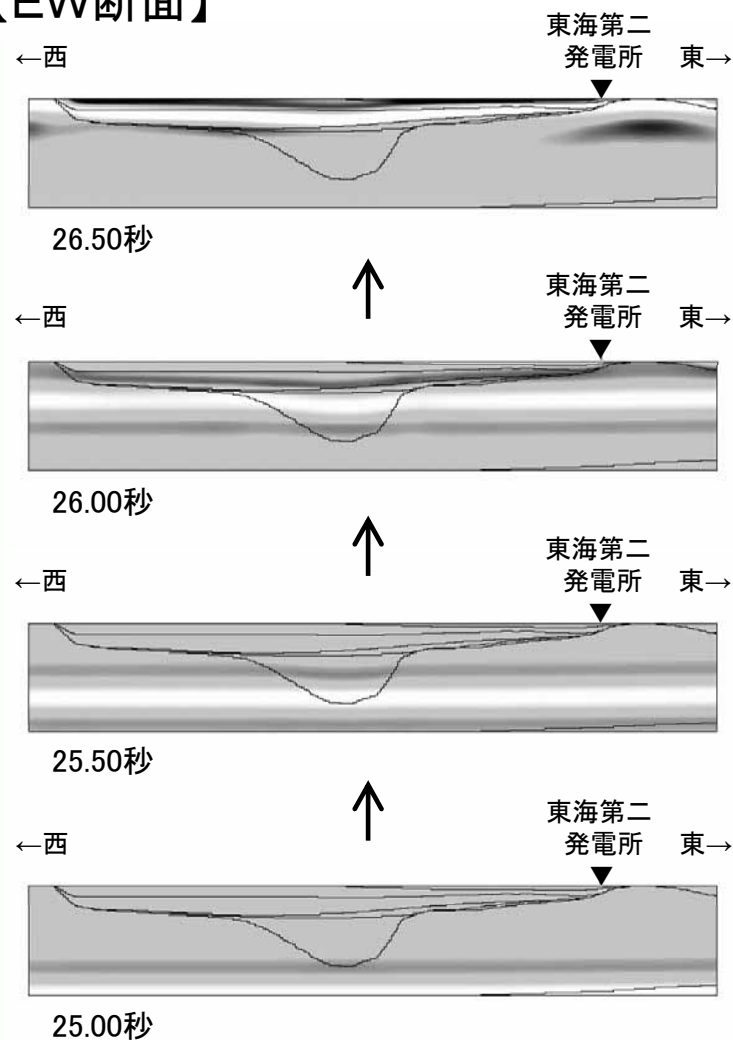 【EW断面】
東海第二
←西 発電所 東→
26.50秒
東海第二
←西 発電所 東→
26.00秒
東海第二
←西 発電所 東→
25.50秒
東海第二
←西 発電所 東→
25.00秒